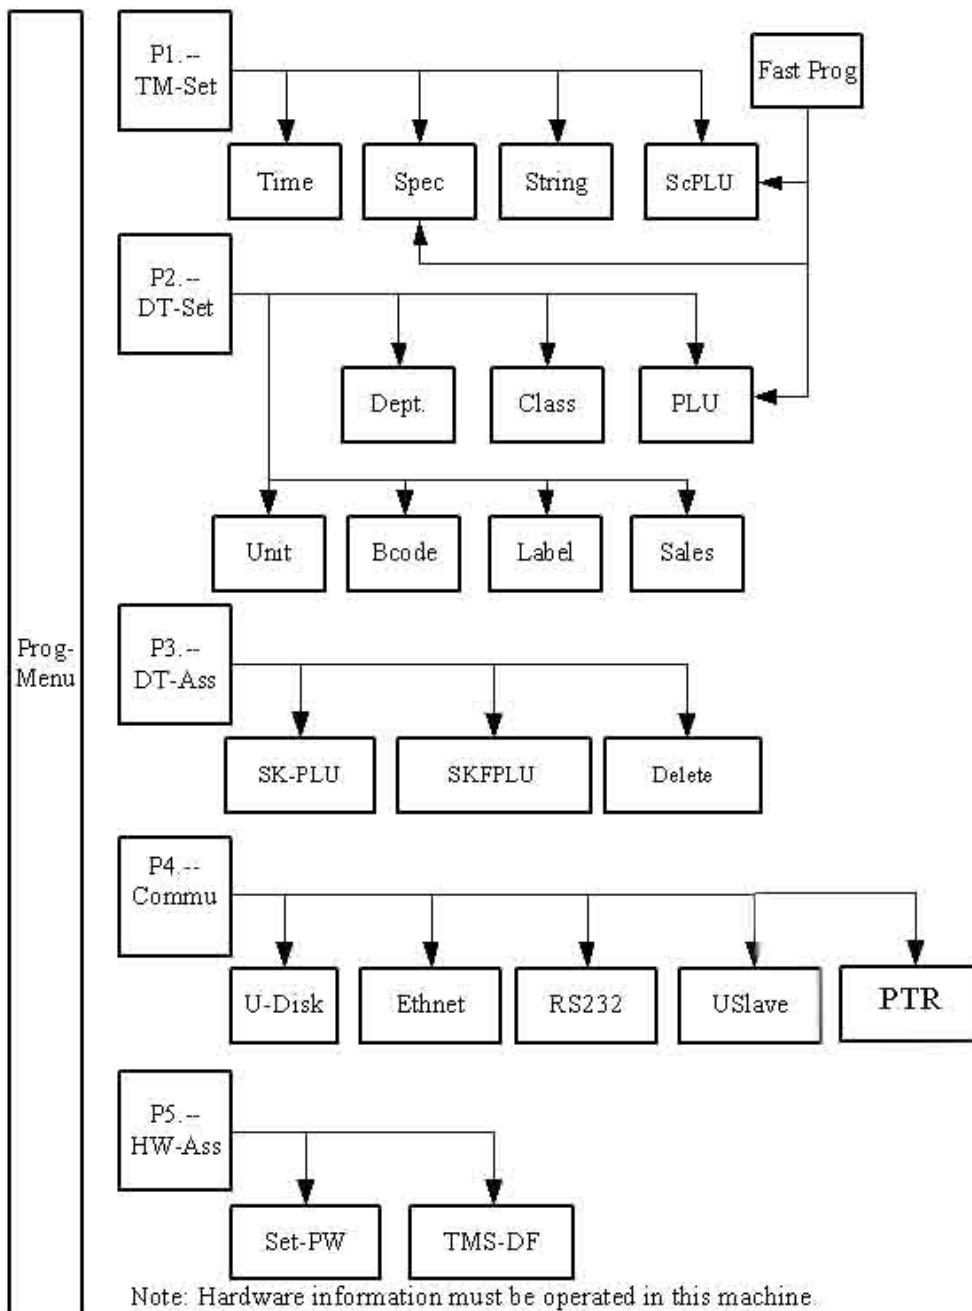 P1.--
TM-Set
Fast Prog
Time
Spec
String
ScPLU
P2.--
DT-Set
Dept.
Class
PLU
Unit
Bcode
Label
Sales
Prog-
Menu
P3.--
DT-Ass
SK-PLU
SKFPLU
Delete
P4.--
Commu
U-Disk
Ethnet
RS232
USlave
PTR
P5.--
HW-Ass
Set-PW
TMS-DF
Note: Hardware information must be operated in this machine.